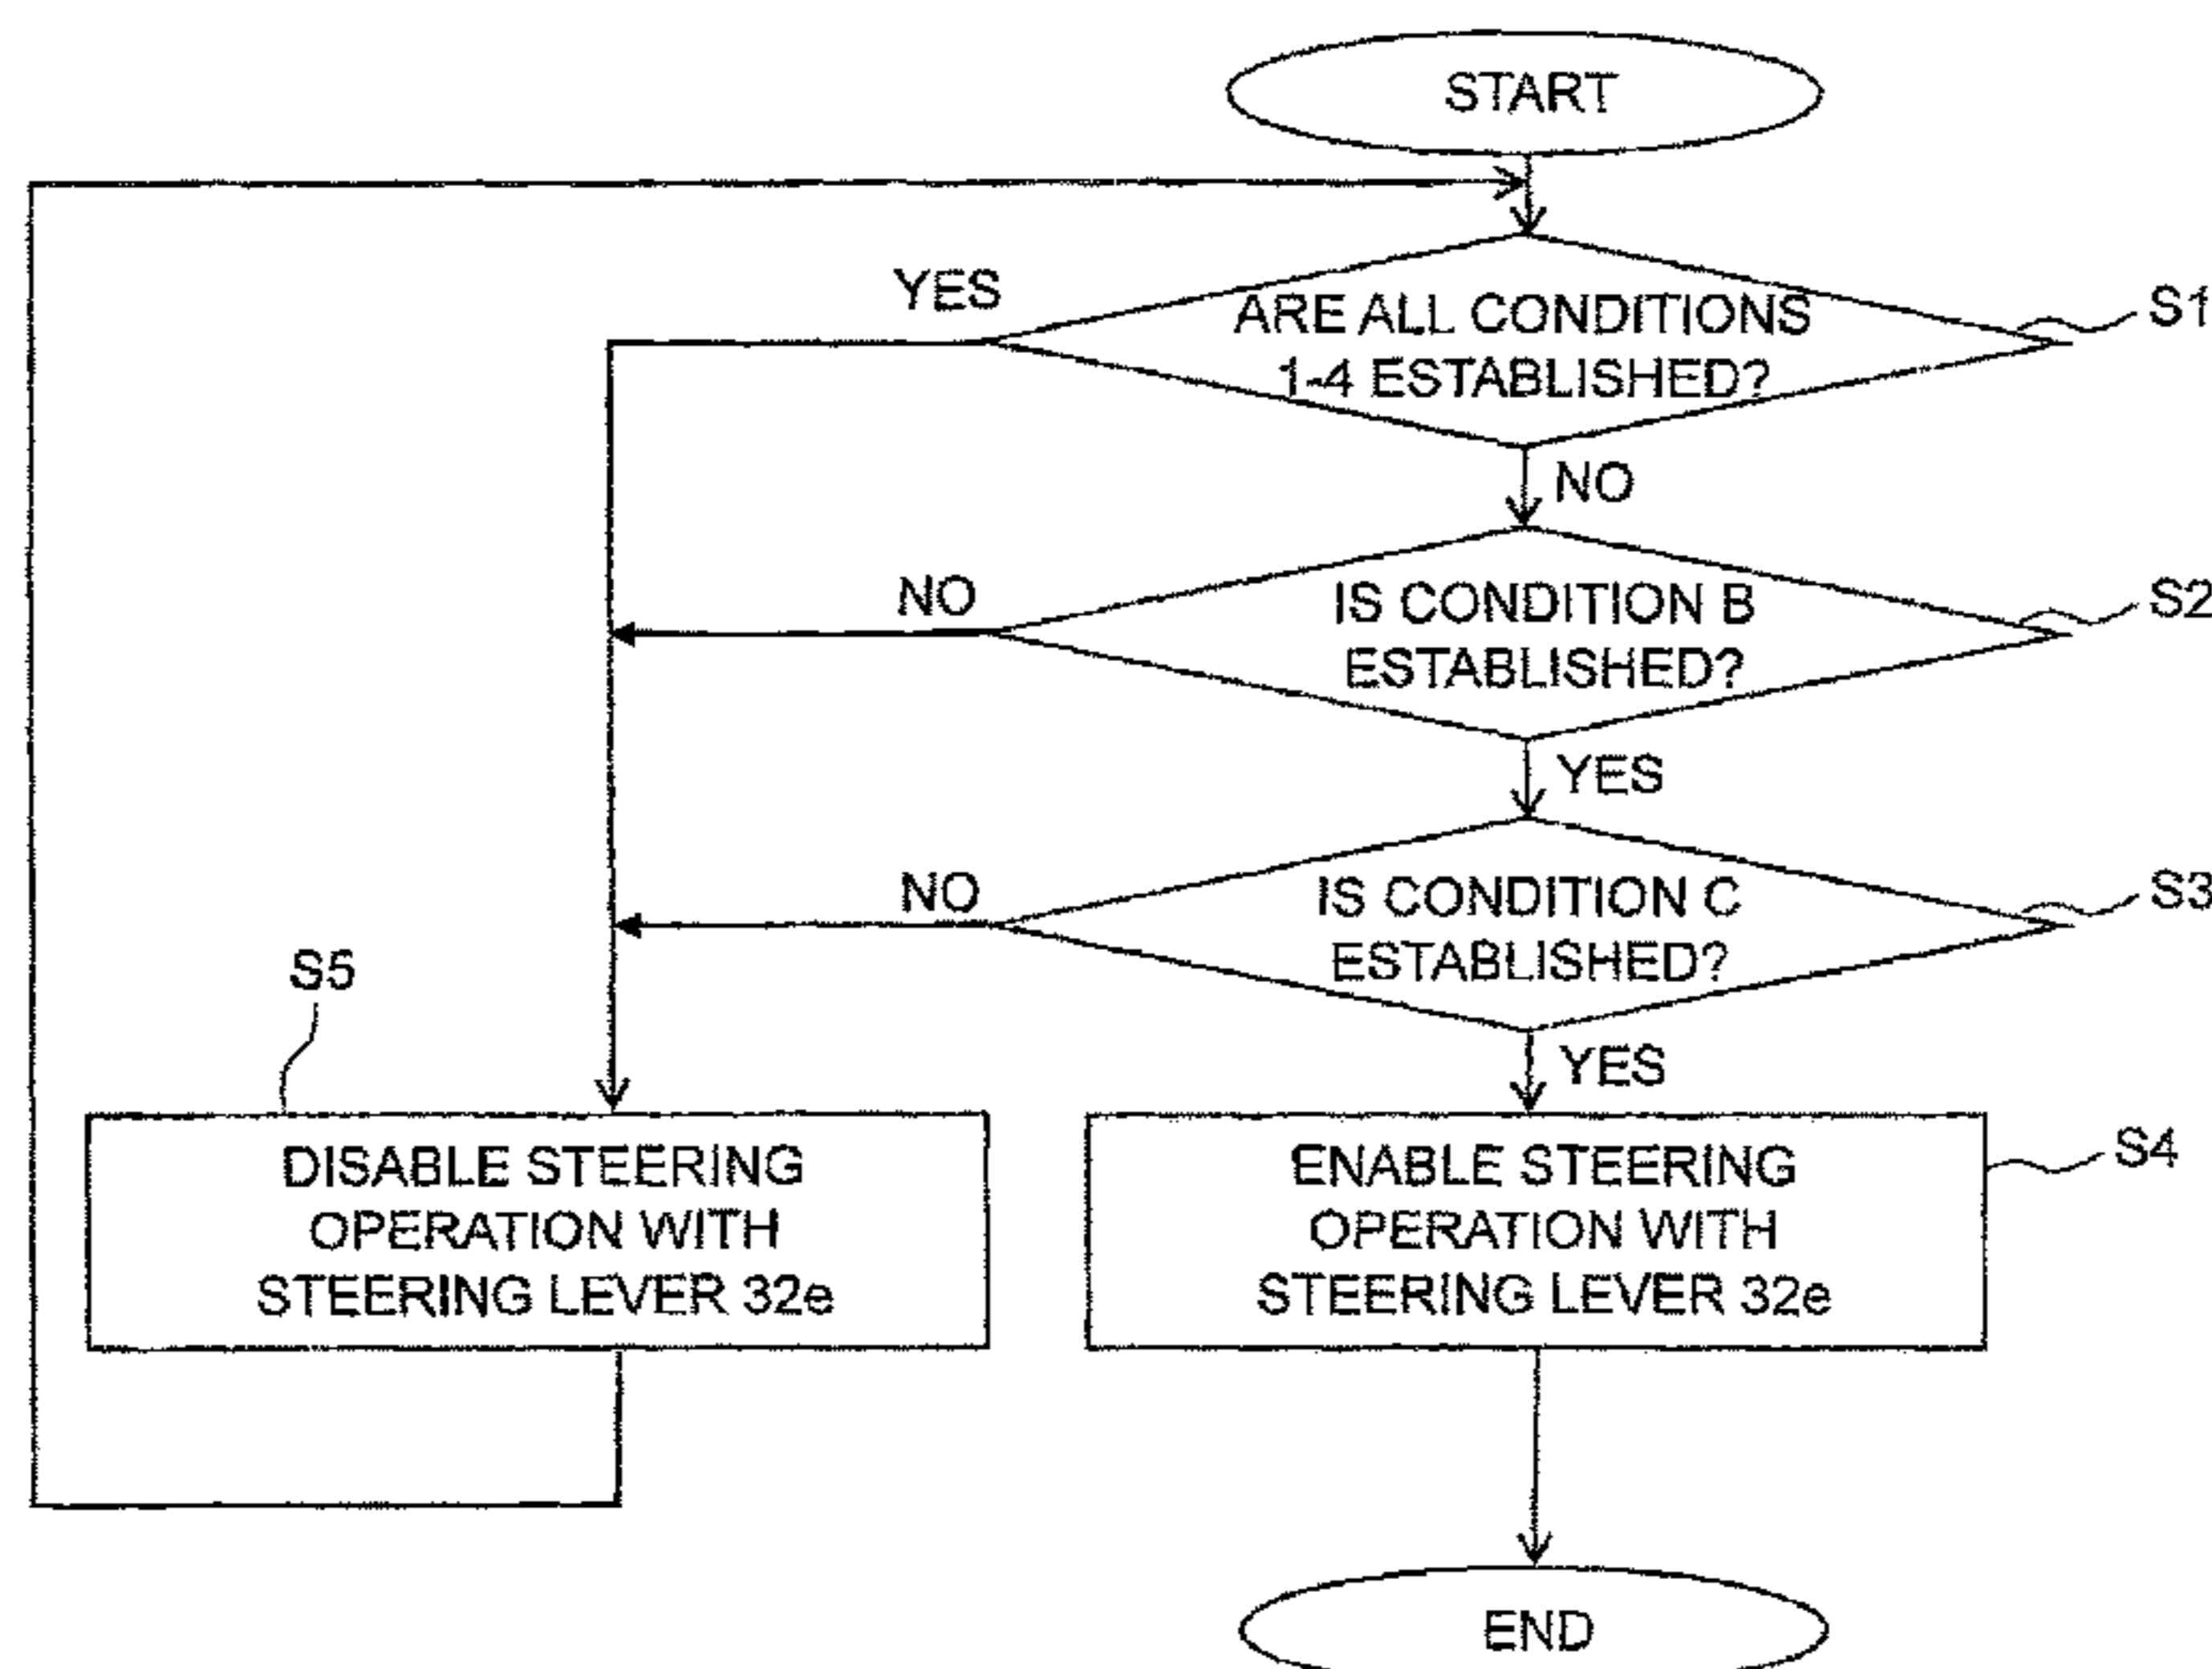 START
YES
ARE ALL CONDITIONS
1-4 ESTABLISHED?
S1
NO
NO
IS CONDITION B
ESTABLISHED?
S2
YES
NO
IS CONDITION C
ESTABLISHED?
S3
S5
YES
DISABLE STEERING
OPERATION WITH
STEERING LEVER 32e
ENABLE STEERING
OPERATION WITH
STEERING LEVER 32e
S4
END